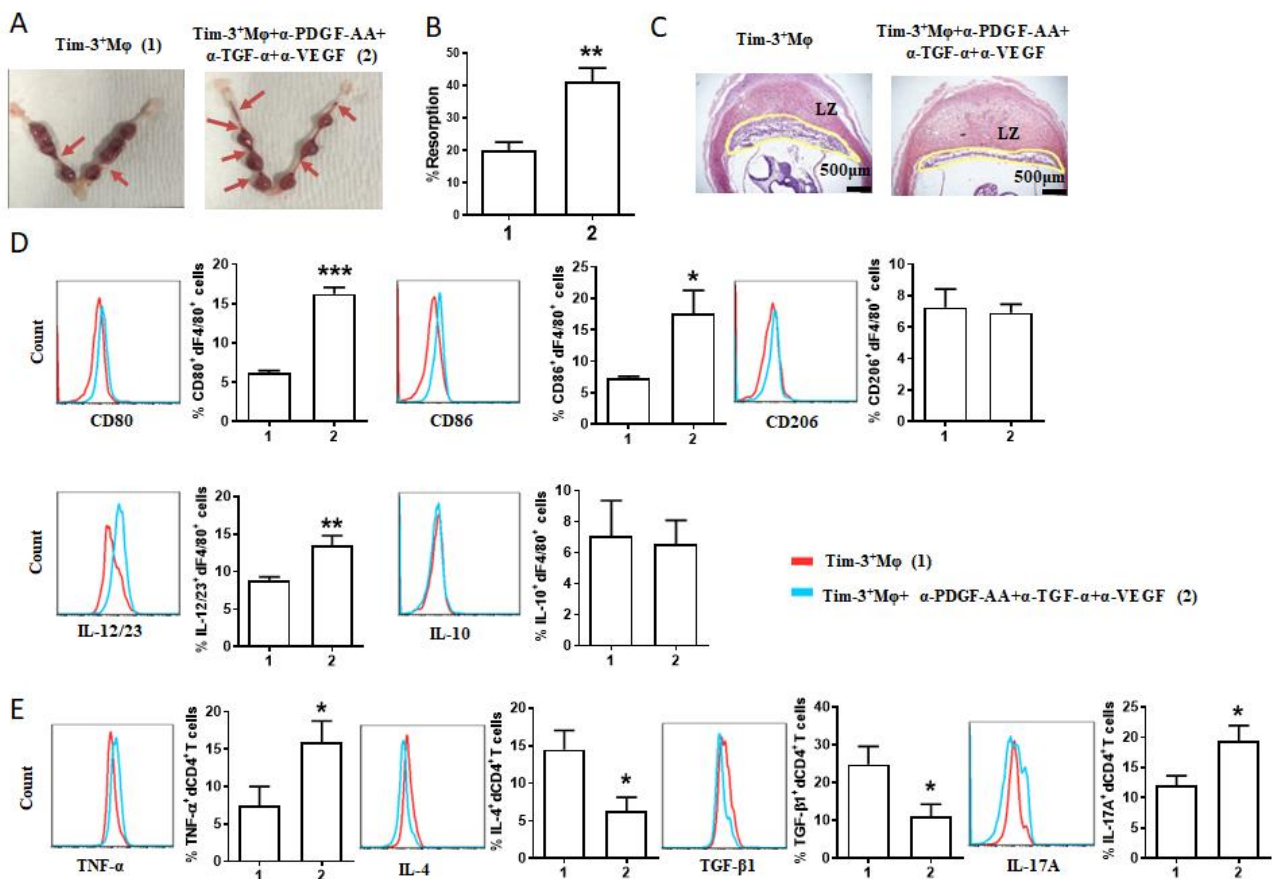 A
Tim-3⁺Mφ (1)
Tim-3⁺Mφ+α-PDGF-AA+
α-TGF-α+α-VEGF (2)
B
% Resorption
50
40
30
20
10
0
**
1
2
C
Tim-3⁺Mφ
Tim-3⁺Mφ+α-PDGF-AA+
α-TGF-α+α-VEGF
LZ
500μm
LZ
500μm
D
Count
CD80
% CD80⁺dF4/80⁺ cells
20
15
10
5
0
***
1
2
CD86
% CD86⁺dF4/80⁺ cells
25
20
15
10
5
0
*
1
2
CD206
% CD206⁺dF4/80⁺ cells
10
8
6
4
2
0
1
2
Count
IL-12/23
% IL-12/23⁺dF4/80⁺ cells
20
15
10
5
0
**
1
2
IL-10
% IL-10⁺dF4/80⁺ cells
10
8
6
4
2
0
1
2
Tim-3⁺Mφ (1)
Tim-3⁺Mφ+ α-PDGF-AA+α-TGF-α+α-VEGF (2)
E
Count
TNF-α
% TNF-α⁺dCD4⁺T cells
20
15
10
5
0
*
1
2
IL-4
% IL-4⁺dCD4⁺T cells
20
15
10
5
0
*
1
2
TGF-β1
% TGF-β1⁺dCD4⁺T cells
40
30
20
10
0
*
1
2
IL-17A
% IL-17A⁺dCD4⁺T cells
25
20
15
10
5
0
*
1
2